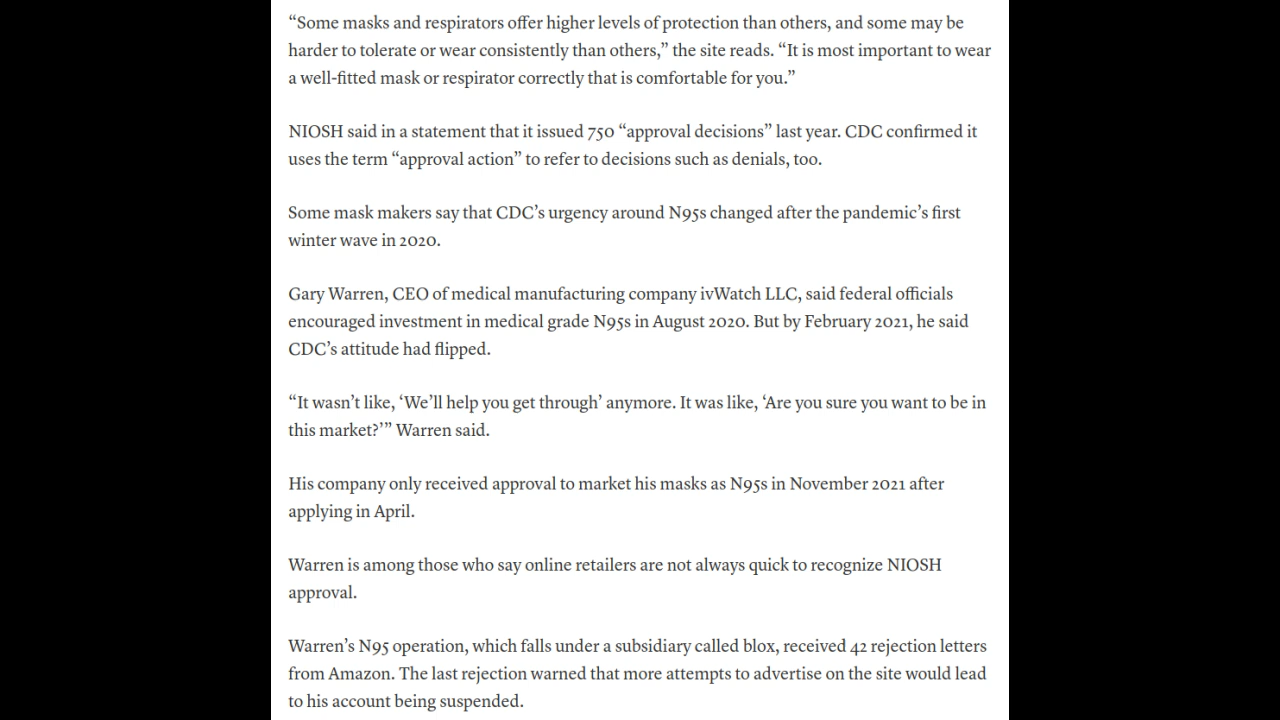 “Some masks and respirators offer higher levels of protection than others, and some may be
harder to tolerate or wear consistently than others,” the site reads. “It is most important to wear
a well-fitted mask or respirator correctly that is comfortable for you.”
NIOSH said in a statement that it issued 750 “approval decisions” last year. CDC confirmed it
uses the term “approval action” to refer to decisions such as denials, too.
Some mask makers say that CDC’s urgency around N95s changed after the pandemic’s first
winter wave in 2020.
Gary Warren, CEO of medical manufacturing company ivWatch LLC, said federal officials
encouraged investment in medical grade N95s in August 2020. But by February 2021, he said
CDC’s attitude had flipped.
“It wasn’t like, ‘We’ll help you get through’ anymore. It was like, ‘Are you sure you want to be in
this market?’” Warren said.
His company only received approval to market his masks as N95s in November 2021 after
applying in April.
Warren is among those who say online retailers are not always quick to recognize NIOSH
approval.
Warren’s N95 operation, which falls under a subsidiary called blox, received 42 rejection letters
from Amazon. The last rejection warned that more attempts to advertise on the site would lead
to his account being suspended.